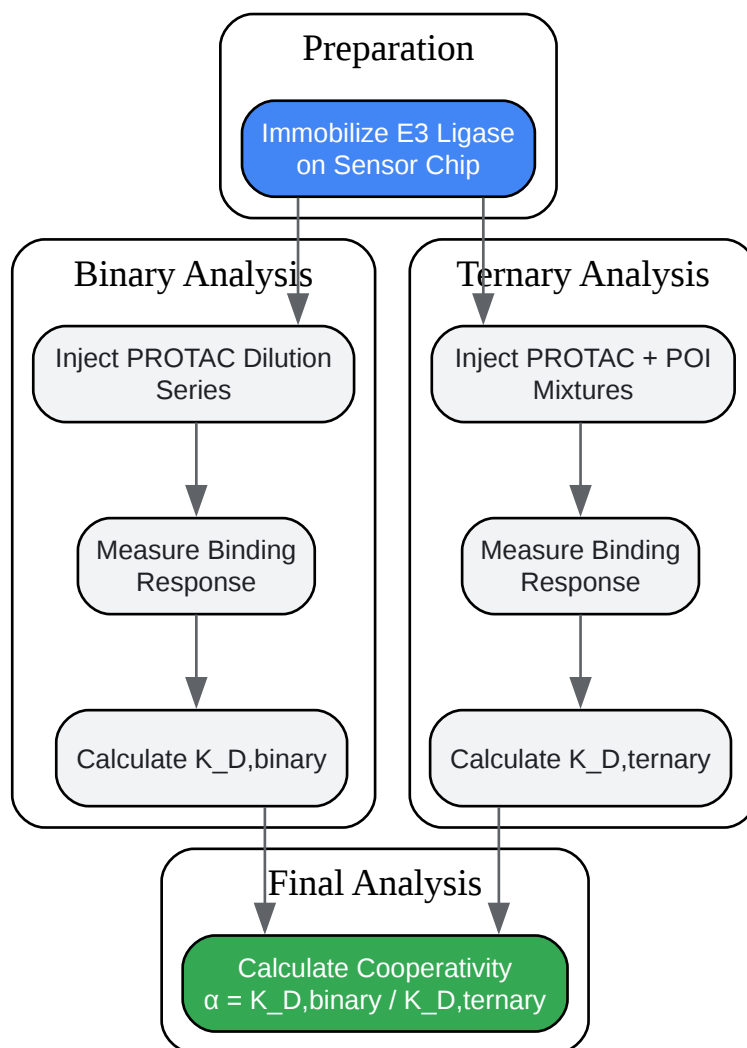 Preparation
Immobilize E3 Ligase
on Sensor Chip
Binary Analysis
Inject PROTAC Dilution
Series
Measure Binding
Response
Calculate K_D,binary
Ternary Analysis
Inject PROTAC + POI
Mixtures
Measure Binding
Response
Calculate K_D,ternary
Final Analysis
Calculate Cooperativity
α = K_D,binary / K_D,ternary